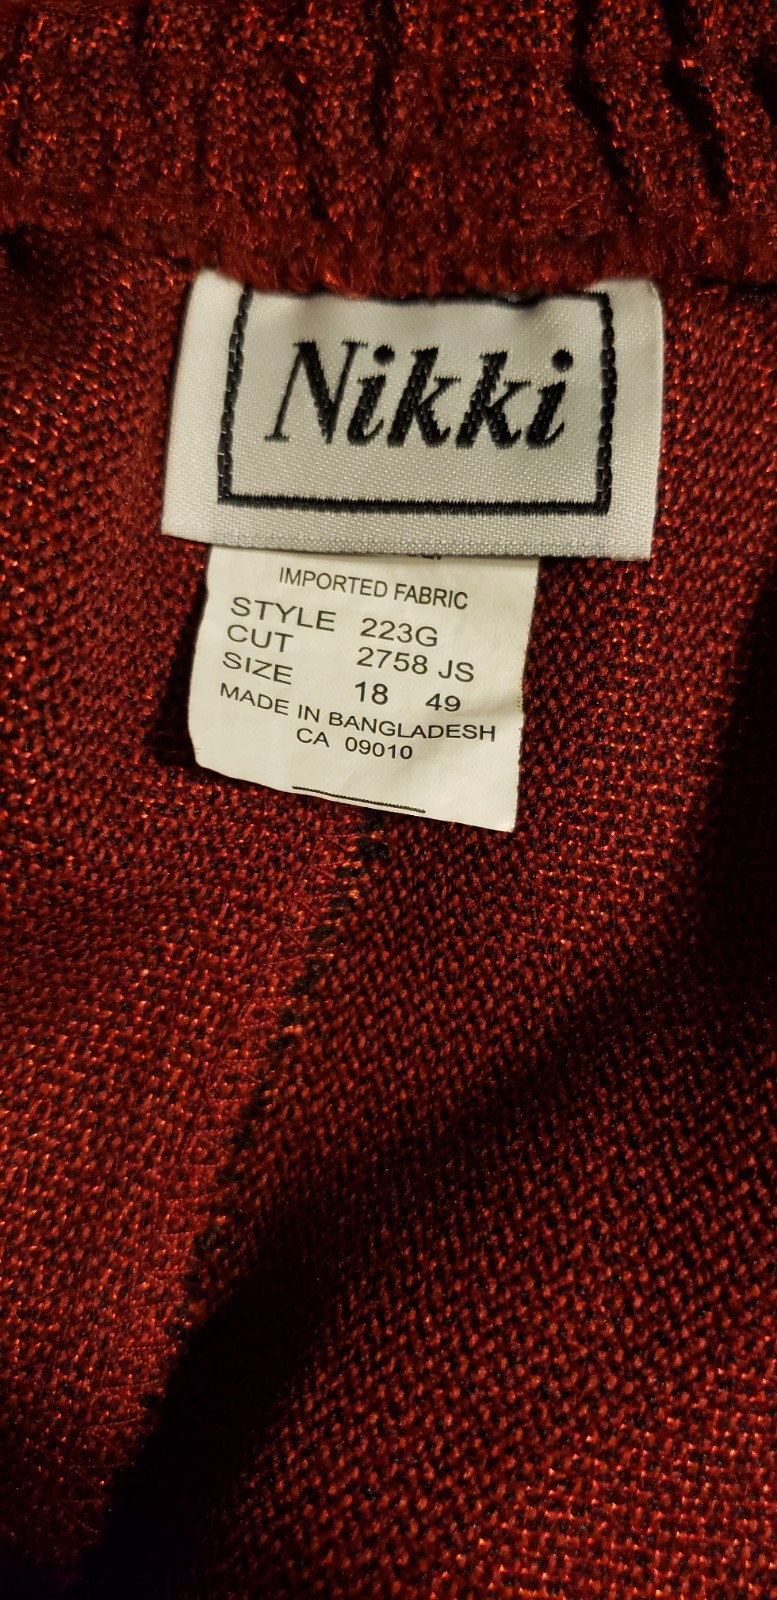 Nikki
IMPORTED FABRIC
STYLE 223G
CUT 2758 JS
SIZE 18 49
MADE IN BANGLADESH
CA 09010